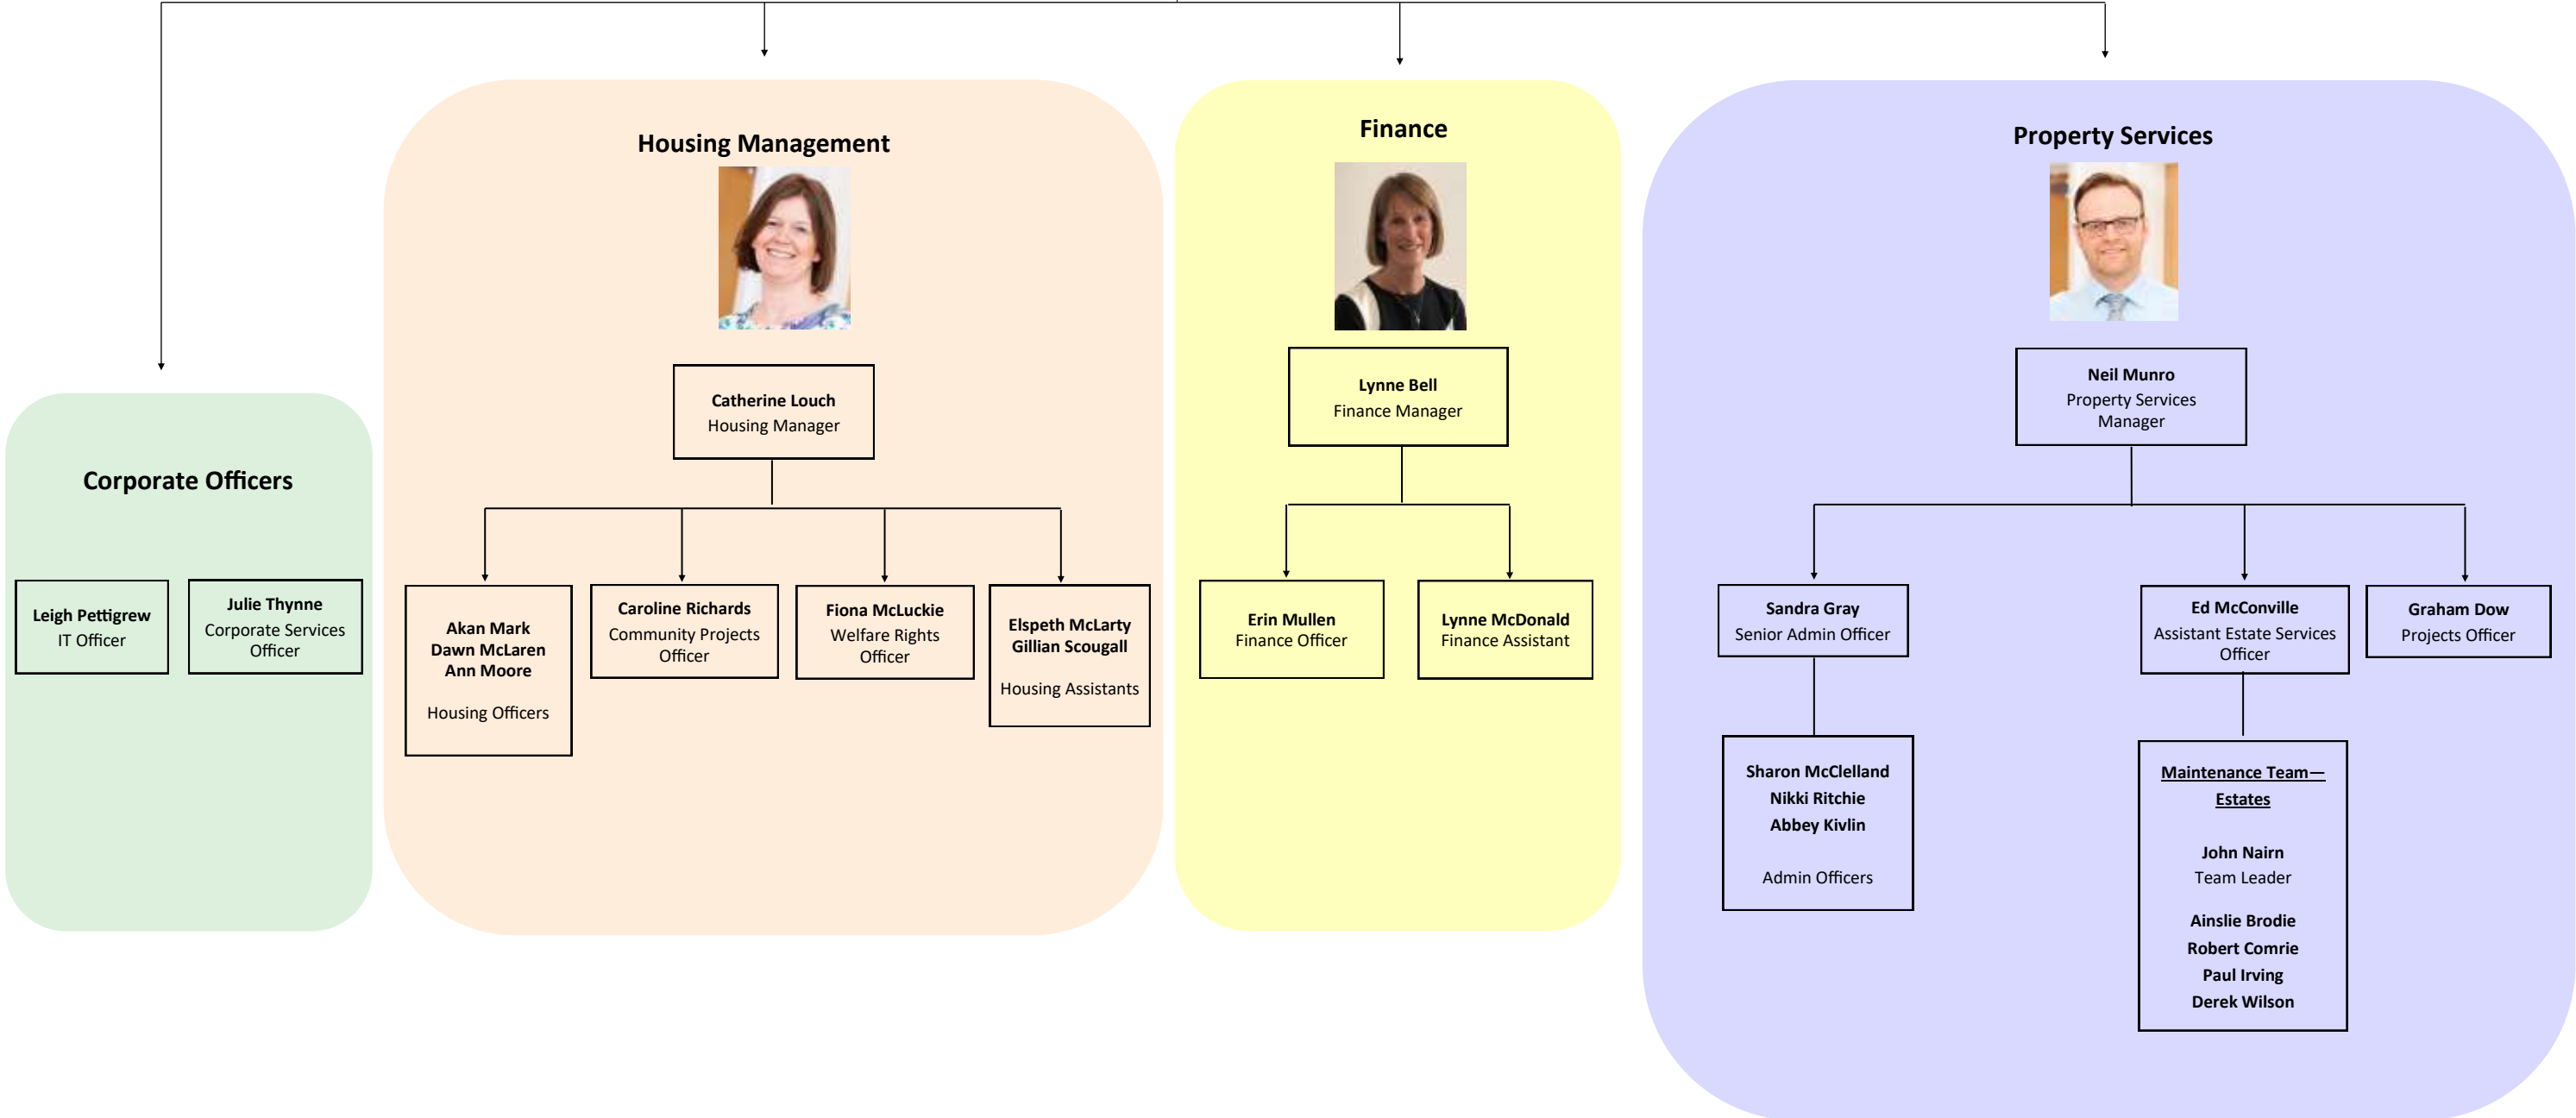 Corporate Officers
Leigh Pettigrew
IT Officer
Julie Thynne
Corporate Services
Officer
Housing Management
Catherine Louch
Housing Manager
Akan Mark
Dawn McLaren
Ann Moore
Housing Officers
Caroline Richards
Community Projects
Officer
Fiona McLuckie
Welfare Rights
Officer
Elspeth McLarty
Gillian Scougall
Housing Assistants
Finance
Lynne Bell
Finance Manager
Erin Mullen
Finance Officer
Lynne McDonald
Finance Assistant
Property Services
Neil Munro
Property Services
Manager
Sandra Gray
Senior Admin Officer
Sharon McClelland
Nikki Ritchie
Abbey Kivlin
Admin Officers
Ed McConville
Assistant Estate Services
Officer
Maintenance Team—
Estates
John Nairn
Team Leader
Ainslie Brodie
Robert Comrie
Paul Irving
Derek Wilson
Graham Dow
Projects Officer